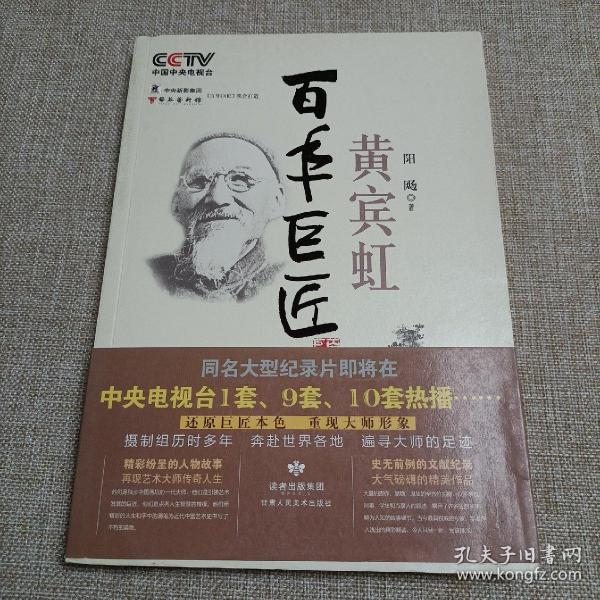 CCTV
中国中央电视台
中央新影集团
百年巨匠
黄宾虹
阳飏
著
同名大型纪录片即将在
中央电视台1套、9套、10套热播……
还原巨匠本色 重现大师形象
摄制组历时多年 奔赴世界各地 遍寻大师的足迹
精彩纷呈的人物故事
再现艺术大师传奇人生
读者出版集团
甘肃人民美术出版社
史无前例的文献纪录
大气磅礴的精美作品
孔夫子旧书网
www.kongfz.com